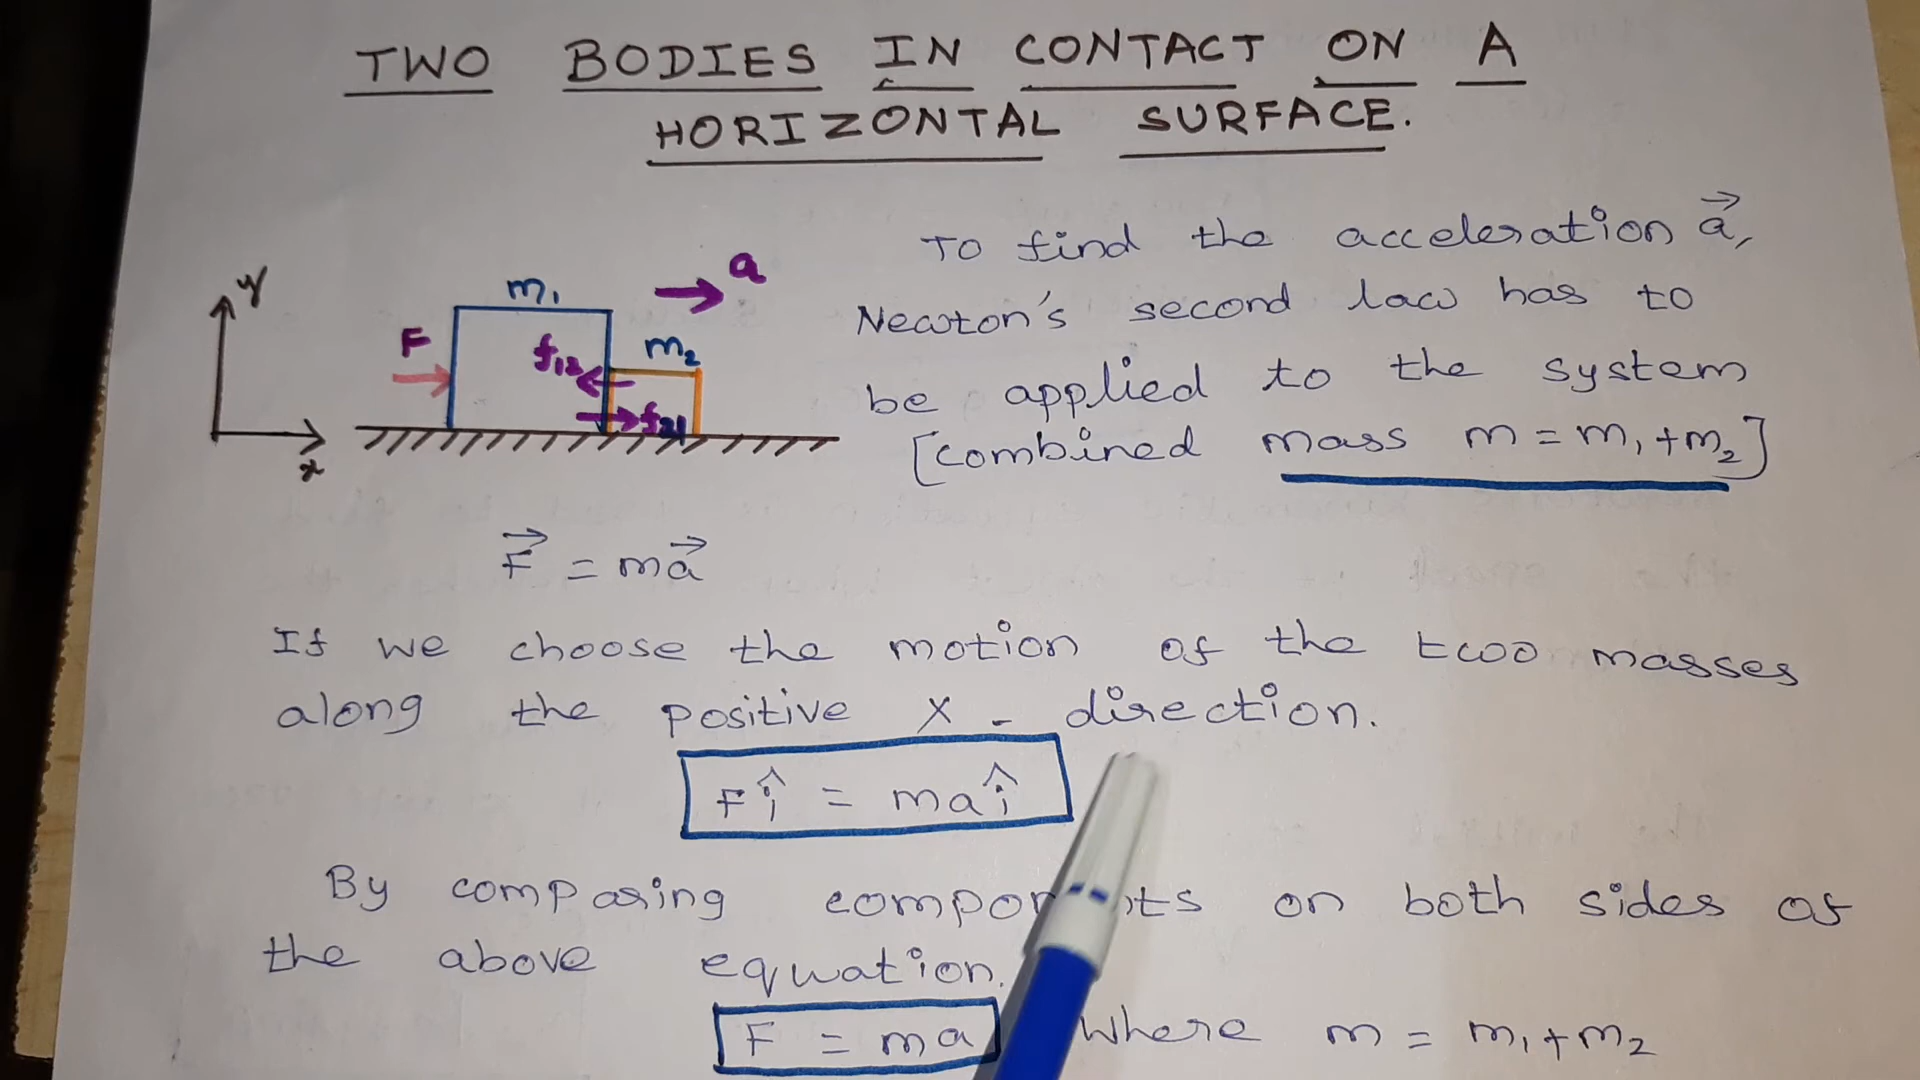 TWO BODIES IN CONTACT ON A
HORIZONTAL SURFACE.
y
m₁
a
F
f₁₂
m₂
f₂₁
x
To find the acceleration a⃗,
Newton's second law has to
be applied to the system
[combined mass m = m₁ + m₂]
F⃗ = ma⃗
If we choose the motion of the two masses
along the positive x - direction.
Fî = maî
By comparing on both sides of
the above equation.
F = ma where m = m₁ + m₂